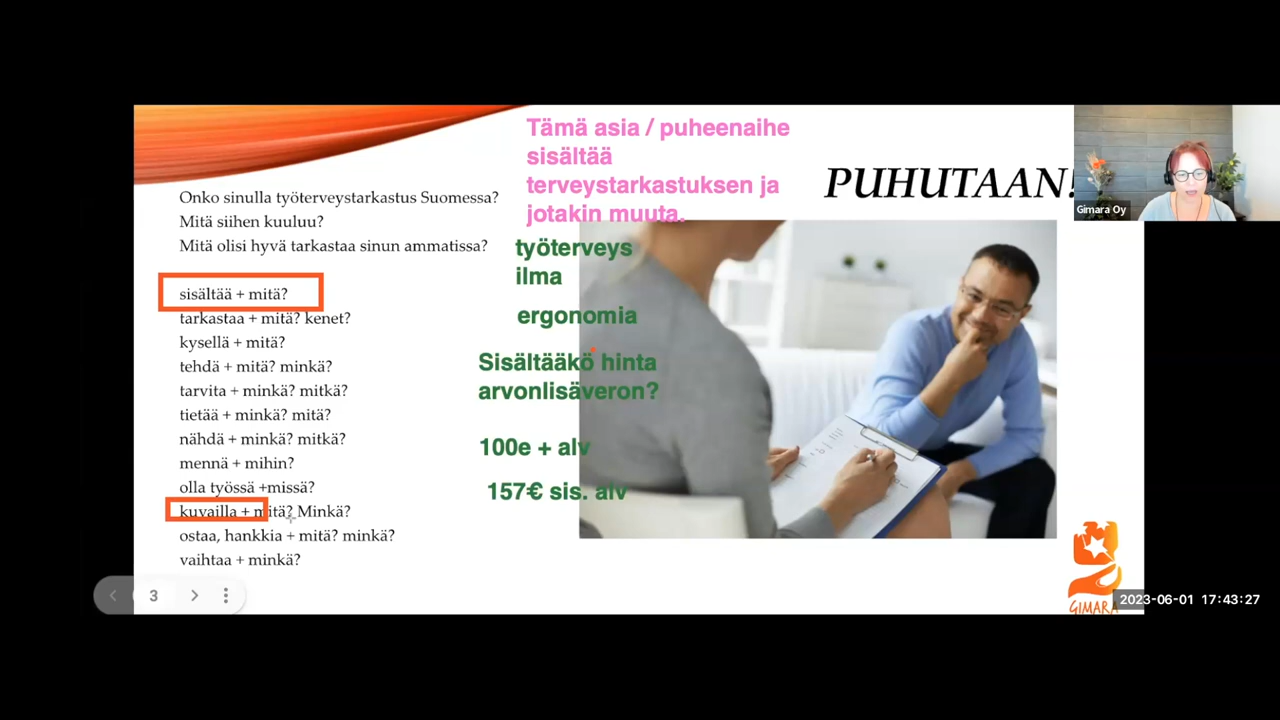 Onko sinulla työterveystarkastus Suomessa?
Mitä siihen kuuluu?
Mitä olisi hyvä tarkastaa sinun ammatissa?
sisältää + mitä?
tarkastaa + mitä? kenet?
kysellä + mitä?
tehdä + mitä? minkä?
tarvita + minkä? mitkä?
tietää + minkä? mitä?
nähdä + minkä? mitkä?
mennä + mihin?
olla työssä +missä?
kuvailla + mitä? Minkä?
ostaa, hankkia + mitä? minkä?
vaihtaa + minkä?
Tämä asia / puheenaihe
sisältää
terveystarkastuksen ja
jotakin muuta.
työterveys
ilma
ergonomia
Sisältääkö hinta
arvonlisäveron?
100e + alv
157€ sis. alv
PUHUTAAN!
Gimara Oy
GIMARA
2023-06-01 17:43:27
3